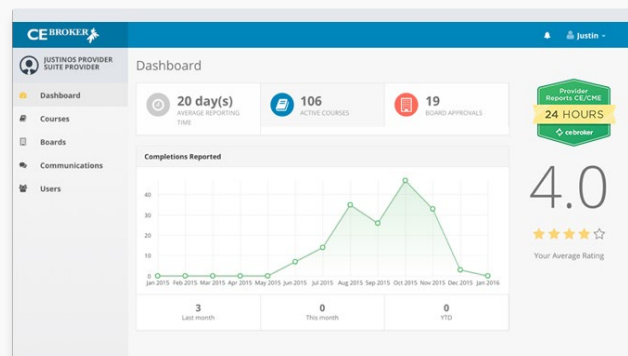 CE BROKER
Justin
JUSTINOS PROVIDER
SUITE PROVIDER
Dashboard
Courses
Boards
Communications
Users
Dashboard
20 day(s)
AVERAGE REPORTING
TIME
106
ACTIVE COURSES
19
BOARD APPROVALS
Completions Reported
40
30
20
10
0
Jan 2015 Feb 2015 Mar 2015 Apr 2015 May 2015 Jun 2015 Jul 2015 Aug 2015 Sep 2015 Oct 2015 Nov 2015 Dec 2015 Jan 2016
3
Last month
0
This month
0
YTD
Provider
Reports CE/CME
24 HOURS
cebroker
4.0
Your Average Rating